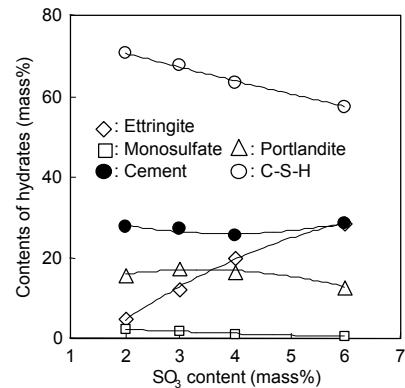 80
60
40
20
0
Contents of hydrates (mass%)
: Ettringite
: Monosulfate : Portlandite
: Cement : C-S-H
1 2 3 4 5 6 7
SO3 content (mass%)